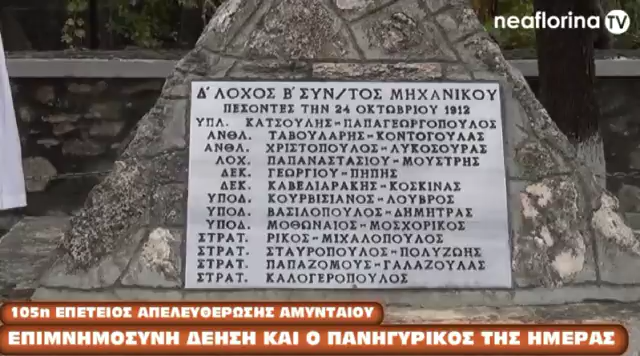 neaflorina TV
Δ' ΛΟΧΟΣ Β' ΣΥΝ/ΤΟΣ ΜΗΧΑΝΙΚΟΥ
ΠΕΣΟΝΤΕΣ ΤΗΝ 24 ΟΚΤΩΒΡΙΟΥ 1912
ΥΠΛ. ΚΑΤΣΟΥΛΗΣ-ΠΑΠΑΓΕΩΡΓΟΠΟΥΛΟΣ
ΑΝΘΛ. ΤΑΒΟΥΛΑΡΗΣ-ΚΟΝΤΟΓΟΥΛΑΣ
ΑΝΘΛ. ΧΡΙΣΤΟΠΟΥΛΟΣ-ΛΥΚΟΣΟΥΡΑΣ
ΛΟΧ. ΠΑΠΑΝΑΣΤΑΣΙΟΥ-ΜΟΥΣΤΡΗΣ
ΔΕΚ. ΓΕΩΡΓΙΟΥ-ΠΗΠΗΣ
ΔΕΚ. ΚΑΒΕΛΙΑΡΑΚΗΣ-ΚΟΣΚΙΝΑΣ
ΥΠΟΔ. ΚΟΥΡΒΙΣΙΑΝΟΣ-ΛΟΥΒΡΟΣ
ΥΠΟΔ. ΒΑΣΙΛΟΠΟΥΛΟΣ-ΔΗΜΗΤΡΑΣ
ΥΠΟΔ. ΜΟΘΩΝΑΙΟΣ-ΜΟΣΧΟΡΙΚΟΣ
ΣΤΡΑΤ. ΡΙΚΟΣ-ΜΙΧΑΛΟΠΟΥΛΟΣ
ΣΤΡΑΤ. ΣΤΑΥΡΟΠΟΥΛΟΣ-ΠΟΛΥΖΩΗΣ
ΣΤΡΑΤ. ΠΑΠΑΖΟΜΟΥΣ-ΓΑΛΑΖΟΥΛΑΣ
ΣΤΡΑΤ. ΚΑΛΟΓΕΡΟΠΟΥΛΟΣ
105η ΕΠΕΤΕΙΟΣ ΑΠΕΛΕΥΘΕΡΩΣΗΣ ΑΜΥΝΤΑΙΟΥ
ΕΠΙΜΝΗΜΟΣΥΝΗ ΔΕΗΣΗ ΚΑΙ Ο ΠΑΝΗΓΥΡΙΚΟΣ ΤΗΣ ΗΜΕΡΑΣ